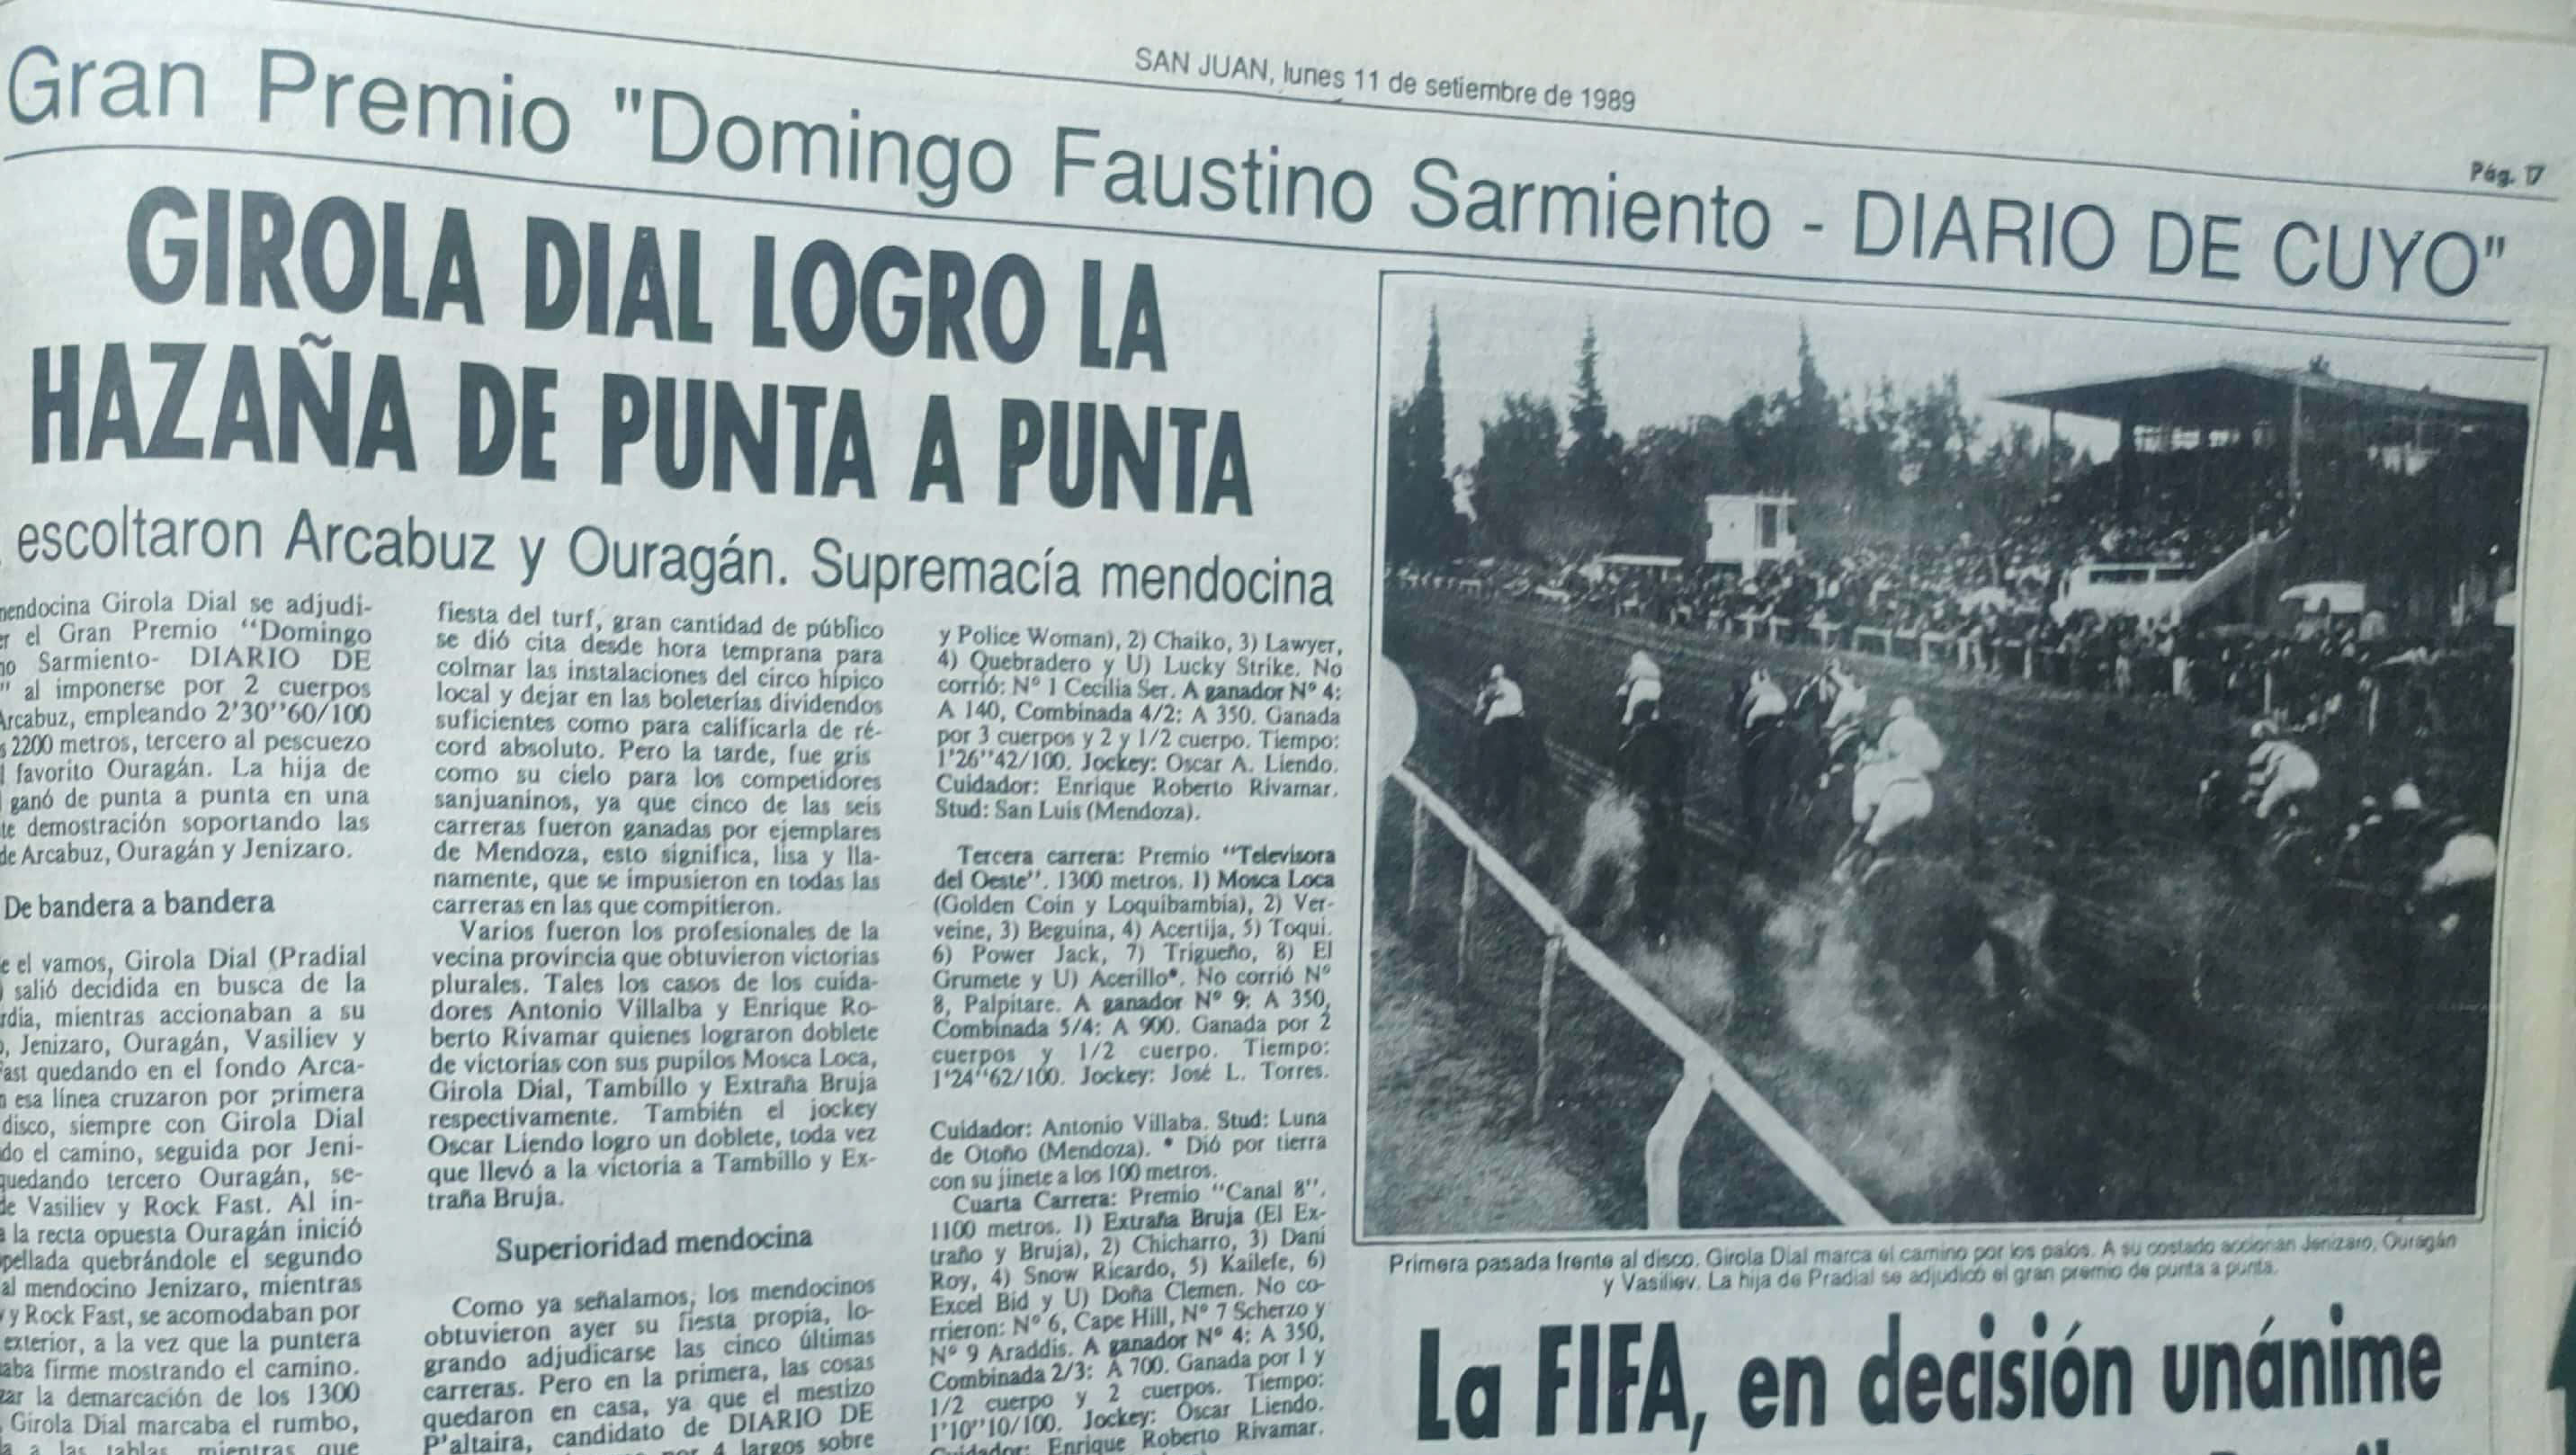 SAN JUAN, lunes 11 de setiembre de 1989
Pág. 17
Gran Premio "Domingo Faustino Sarmiento - DIARIO DE CUYO"
GIROLA DIAL LOGRO LA
HAZAÑA DE PUNTA A PUNTA
escoltaron Arcabuz y Ouragán. Supremacía mendocina
mendocina Girola Dial se adjudi-
el Gran Premio "Domingo
Sarmiento- DIARIO DE
" al imponerse por 2 cuerpos
Arcabuz, empleando 2'30''60/100
2200 metros, tercero al pescuezo
favorito Ouragán. La hija de
ganó de punta a punta en una
demostración soportando las
de Arcabuz, Ouragán y Jenizaro.
De bandera a bandera
el vamos, Girola Dial (Pradial
salió decidida en busca de la
mientras accionaban a su
Jenizaro, Ouragán, Vasiliev y
quedando en el fondo Arca-
esa línea cruzaron por primera
disco, siempre con Girola Dial
el camino, seguida por Jeni-
quedando tercero Ouragán, se-
de Vasiliev y Rock Fast. Al in-
la recta opuesta Ouragán inició
quebrándole el segundo
al mendocino Jenizaro, mientras
y Rock Fast, se acomodaban por
exterior, a la vez que la puntera
firme mostrando el camino.
la demarcación de los 1300
Girola Dial marcaba el rumbo,
a las tablas, mientras que
fiesta del turf, gran cantidad de público
se dió cita desde hora temprana para
colmar las instalaciones del circo hípico
local y dejar en las boleterías dividendos
suficientes como para calificarla de ré-
cord absoluto. Pero la tarde, fue gris
como su cielo para los competidores
sanjuaninos, ya que cinco de las seis
carreras fueron ganadas por ejemplares
de Mendoza, esto significa, lisa y lla-
namente, que se impusieron en todas las
carreras en las que compitieron.
Varios fueron los profesionales de la
vecina provincia que obtuvieron victorias
plurales. Tales los casos de los cuida-
dores Antonio Villalba y Enrique Ro-
berto Rivamar quienes lograron doblete
de victorias con sus pupilos Mosca Loca,
Girola Dial, Tambillo y Extraña Bruja
respectivamente. También el jockey
Oscar Liendo logro un doblete, toda vez
que llevó a la victoria a Tambillo y Ex-
traña Bruja.
Superioridad mendocina
Como ya señalamos, los mendocinos
obtuvieron ayer su fiesta propia, lo-
grando adjudicarse las cinco últimas
carreras. Pero en la primera, las cosas
quedaron en casa, ya que el mestizo
P'altaira, candidato de DIARIO DE
por 4 largos sobre
y Police Woman), 2) Chaiko, 3) Lawyer,
4) Quebradero y U) Lucky Strike. No
corrió: N° 1 Cecilia Ser. A ganador N° 4:
A 140, Combinada 4/2: A 350. Ganada
por 3 cuerpos y 2 y 1/2 cuerpo. Tiempo:
1'26''42/100. Jockey: Oscar A. Liendo.
Cuidador: Enrique Roberto Rivamar.
Stud: San Luis (Mendoza).
Tercera carrera: Premio "Televisora
del Oeste". 1300 metros. 1) Mosca Loca
(Golden Coin y Loquibambia), 2) Ver-
veine, 3) Beguina, 4) Acertija, 5) Toqui.
6) Power Jack, 7) Trigueño, 8) El
Grumete y U) Acerillo*. No corrió N°
8, Palpitare. A ganador N° 9: A 350,
Combinada 5/4: A 900. Ganada por 2
cuerpos y 1/2 cuerpo. Tiempo:
1'24''62/100. Jockey: José L. Torres.
Cuidador: Antonio Villaba. Stud: Luna
de Otoño (Mendoza). * Dió por tierra
con su jinete a los 100 metros.
Cuarta Carrera: Premio "Canal 8".
1100 metros. 1) Extraña Bruja (El Ex-
traño y Bruja), 2) Chicharro, 3) Dani
Roy, 4) Snow Ricardo, 5) Kailefe, 6)
Excel Bid y U) Doña Clemen. No co-
rrieron: N° 6, Cape Hill, N° 7 Scherzo y
N° 9 Araddis. A ganador N° 4: A 350,
Combinada 2/3: A 700. Ganada por 1 y
1/2 cuerpo y 2 cuerpos. Tiempo:
1'10''10/100. Jockey: Oscar Liendo.
Cuidador: Enrique Roberto Rivamar.
Primera pasada frente al disco. Girola Dial marca el camino por los palos. A su costado accionan Jenizaro, Ouragán
y Vasiliev. La hija de Pradial se adjudicó el gran premio de punta a punta.
La FIFA, en decisión unánime